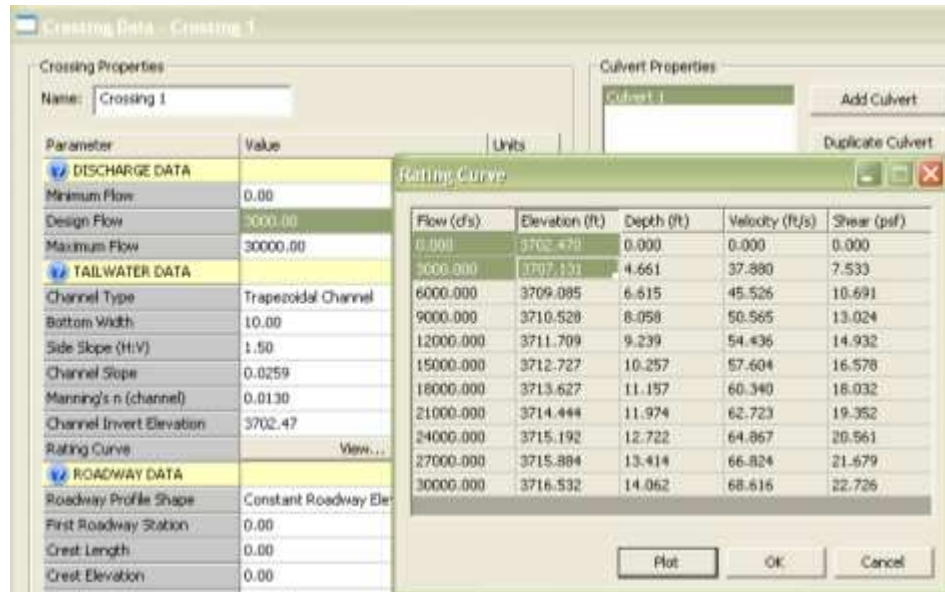 Crossing Data - Crossing 1
Crossing Properties
Name: Crossing 1
Parameter Value Units
DISCHARGE DATA
Minimum Flow 0.00
Design Flow 3000.00
Maximum Flow 30000.00
TAILWATER DATA
Channel Type Trapezoidal Channel
Bottom Width 10.00
Side Slope (H:V) 1.50
Channel Slope 0.0259
Manning's n (channel) 0.0130
Channel Invert Elevation 3702.47
Rating Curve View...
ROADWAY DATA
Roadway Profile Shape Constant Roadway Ele
First Roadway Station 0.00
Crest Length 0.00
Crest Elevation 0.00
Culvert Properties
Culvert 1
Add Culvert
Duplicate Culvert
Rating Curve
Flow (cfs) Elevation (ft) Depth (ft) Velocity (ft/s) Shear (psf)
0.000 3702.470 0.000 0.000 0.000
3000.000 3707.131 4.661 37.880 7.533
6000.000 3709.085 6.615 45.526 10.691
9000.000 3710.528 8.058 50.565 13.024
12000.000 3711.709 9.239 54.436 14.932
15000.000 3712.727 10.257 57.604 16.578
18000.000 3713.627 11.157 60.340 18.032
21000.000 3714.444 11.974 62.723 19.352
24000.000 3715.192 12.722 64.867 20.561
27000.000 3715.884 13.414 66.824 21.679
30000.000 3716.532 14.062 68.616 22.726
Plot OK Cancel